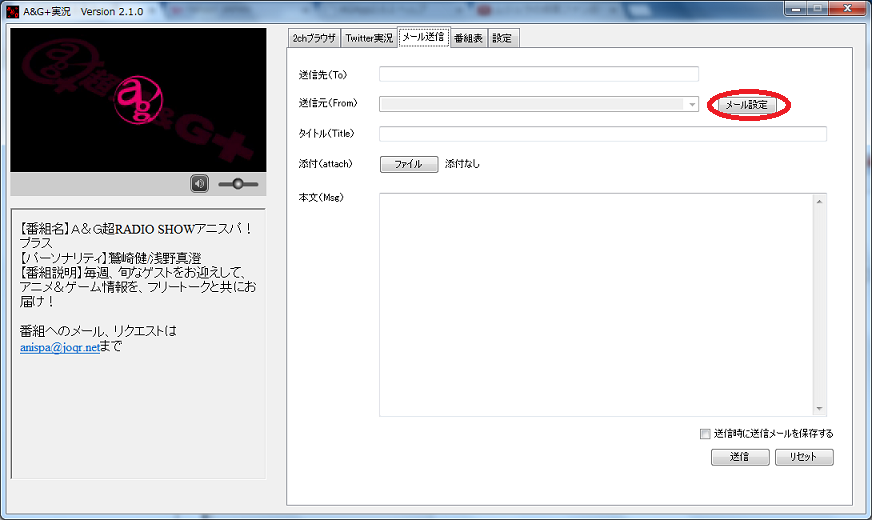 A&G+実況 Version 2.1.0
2chブラウザ Twitter実況 メール送信 番組表 設定
超A&G+
ag!
送信先(To)
送信元(From) メール設定
タイトル(Title)
添付(attach) ファイル 添付なし
本文(Msg)
【番組名】A&G超RADIO SHOWアニスパ!
プラス
【パーソナリティ】鷲崎健/浅野真澄
【番組説明】毎週、旬なゲストをお迎えして、
アニメ&ゲーム情報を、フリートークと共にお
届け!
番組へのメール、リクエストは
anispa@joqr.netまで
送信時に送信メールを保存する
送信 リセット